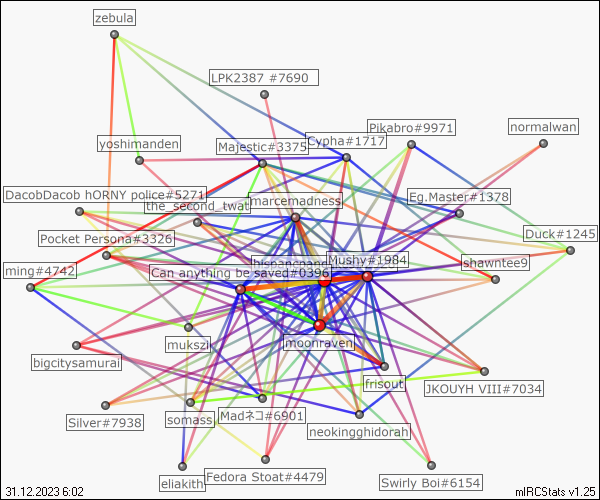 zebula
LPK2387 #7690
Pikabro#9971
normalwan
yoshimanden
Majestic#3375
Cypha#1717
DacobDacob hORNY police#5271
the_second_twat
marcemadness
Eg.Master#1378
Pocket Persona#3326
Duck#1245
ming#4742
Can anything be saved#0396
Mushy#1984
shawntee9
mukszil
moonraven
bigcitysamurai
frisout
JKOUYH VIII#7034
Silver#7938
somass
Madネコ#6901
neokingghidorah
eliakith
Fedora Stoat#4479
Swirly Boi#6154
31.12.2023 6:02
mIRCStats v1.25